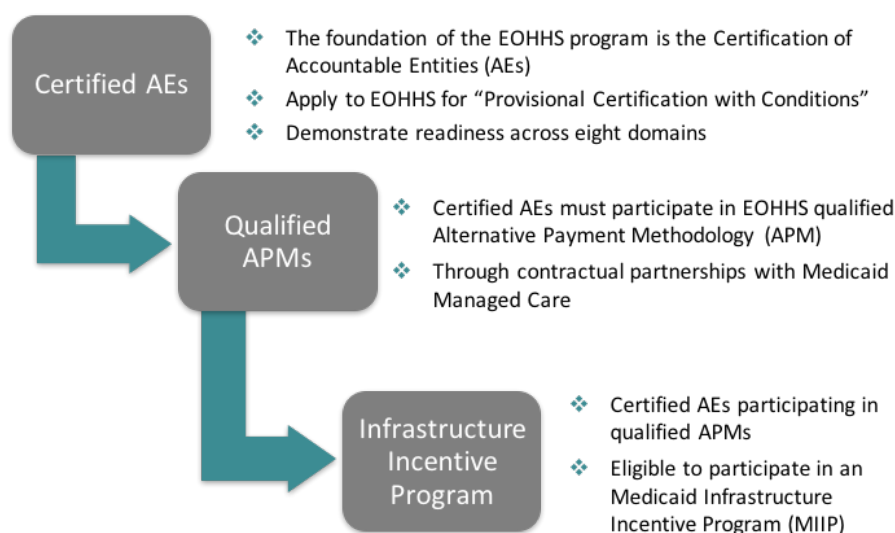 Certified AEs
❖ The foundation of the EOHHS program is the Certification of
Accountable Entities (AEs)
❖ Apply to EOHHS for “Provisional Certification with Conditions”
❖ Demonstrate readiness across eight domains
Qualified
APMs
❖ Certified AEs must participate in EOHHS qualified
Alternative Payment Methodology (APM)
❖ Through contractual partnerships with Medicaid
Managed Care
Infrastructure
Incentive
Program
❖ Certified AEs participating in
qualified APMs
❖ Eligible to participate in an
Medicaid Infrastructure
Incentive Program (MIIP)